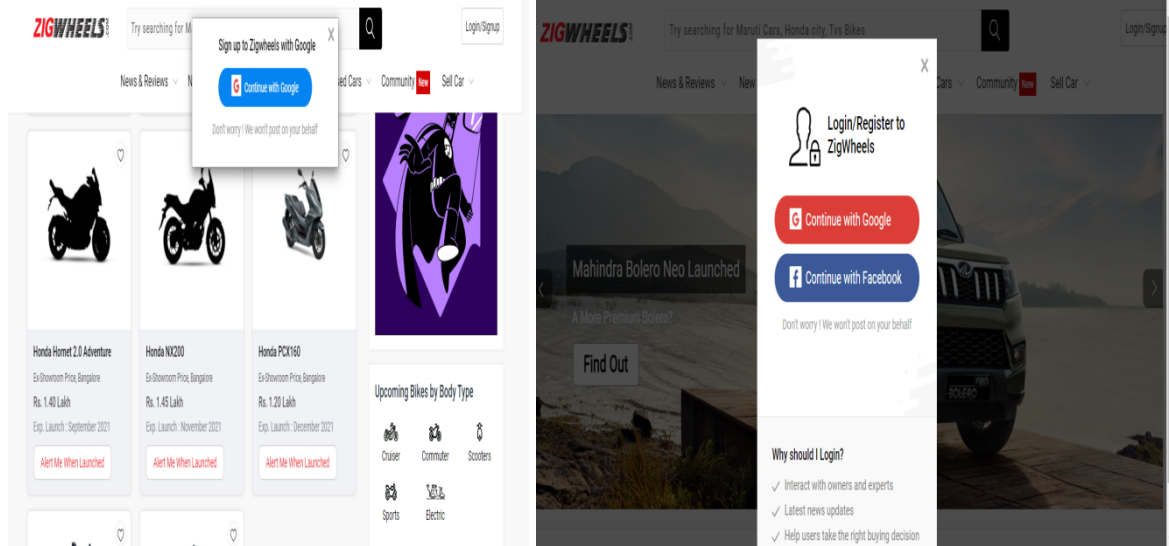 ZIGWHEELS
Try searching for M
Login/Signup
X
Sign up to Zigwheels with Google
G Continue with Google
Don't worry ! We won't post on your behalf
News & Reviews
N
ed Cars
Community New
Sell Car
Honda Hornet 2.0 Adventure
Ex-Showroom Price, Bangalore
Rs. 1.40 Lakh
Exp. Launch : September 2021
Alert Me When Launched
Honda NX200
Ex-Showroom Price, Bangalore
Rs. 1.45 Lakh
Exp. Launch : November 2021
Alert Me When Launched
Honda PCX160
Ex-Showroom Price, Bangalore
Rs. 1.20 Lakh
Exp. Launch : December 2021
Alert Me When Launched
Upcoming Bikes by Body Type
Cruiser
Commuter
Scooters
Sports
Electric
ZIGWHEELS
Try searching for Maruti Cars, Honda city, Tvs Bikes
Login/Signup
News & Reviews
New
Cars
Community New
Sell Car
Mahindra Bolero Neo Launched
A More Premium Bolero?
Find Out
X
Login/Register to
ZigWheels
G Continue with Google
f Continue with Facebook
Don't worry ! We won't post on your behalf
Why should I Login?
Interact with owners and experts
Latest news updates
Help users take the right buying decision
NEO
BOLERO